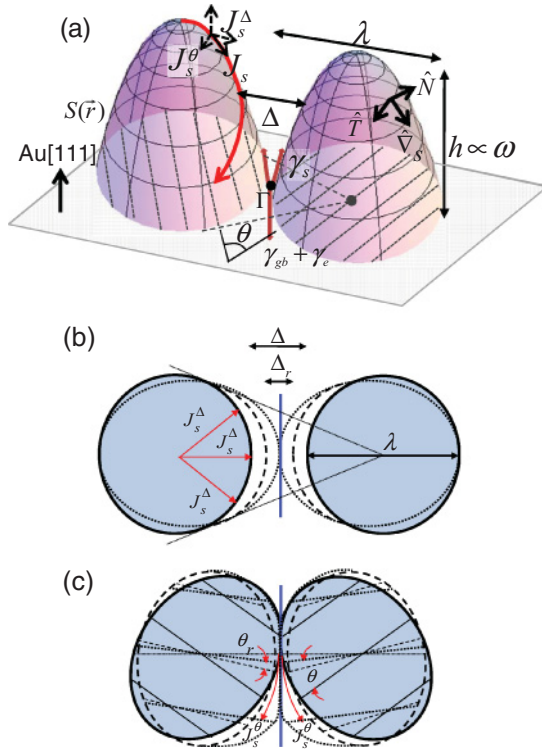 (a)
J_s^Δ
J_s^θ
J_s
λ
S(r⃗)
Δ
N̂
T̂
∇̂_s
Au[111]
γ_s
h ∝ ω
Γ
θ
γ_gb + γ_e
(b)
Δ
Δ_r
J_s^Δ
J_s^Δ
λ
J_s^Δ
(c)
θ_r
θ
J_s^θ
J_s^θ